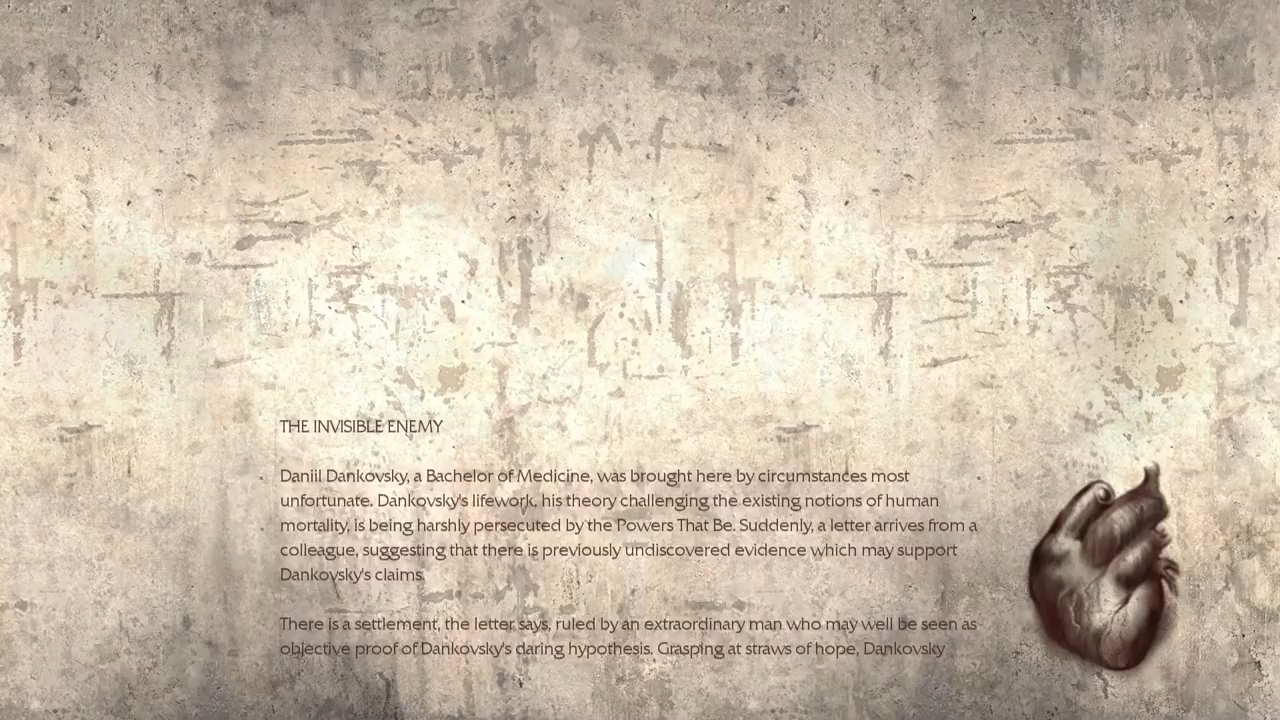 THE INVISIBLE ENEMY
Daniil Dankovsky, a Bachelor of Medicine, was brought here by circumstances most
unfortunate. Dankovsky's lifework, his theory challenging the existing notions of human
mortality, is being harshly persecuted by the Powers That Be. Suddenly, a letter arrives from a
colleague, suggesting that there is previously undiscovered evidence which may support
Dankovsky's claims.
There is a settlement, the letter says, ruled by an extraordinary man who may well be seen as
objective proof of Dankovsky's daring hypothesis. Grasping at straws of hope, Dankovsky